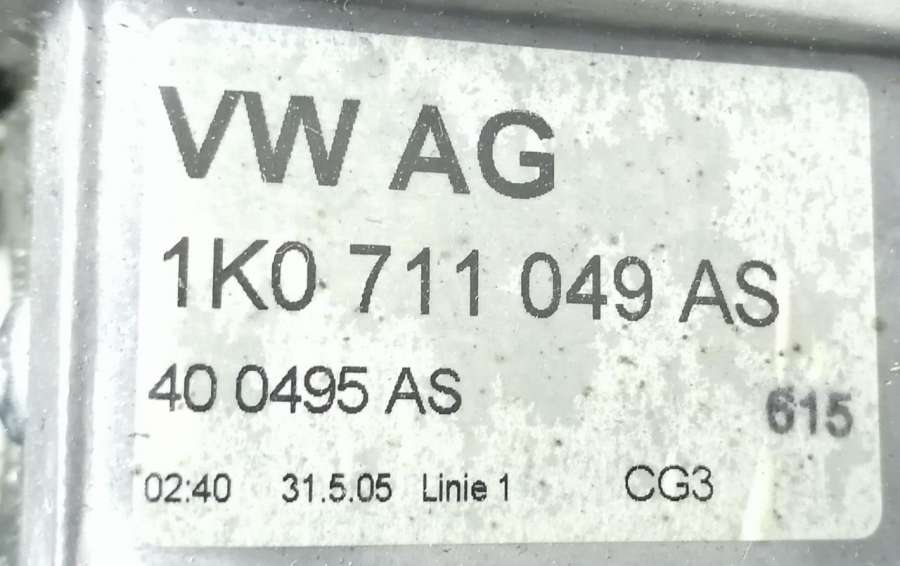 VW AG
1K0 711 049 AS
40 0495 AS
615
02:40 31.5.05 Linie 1 CG3